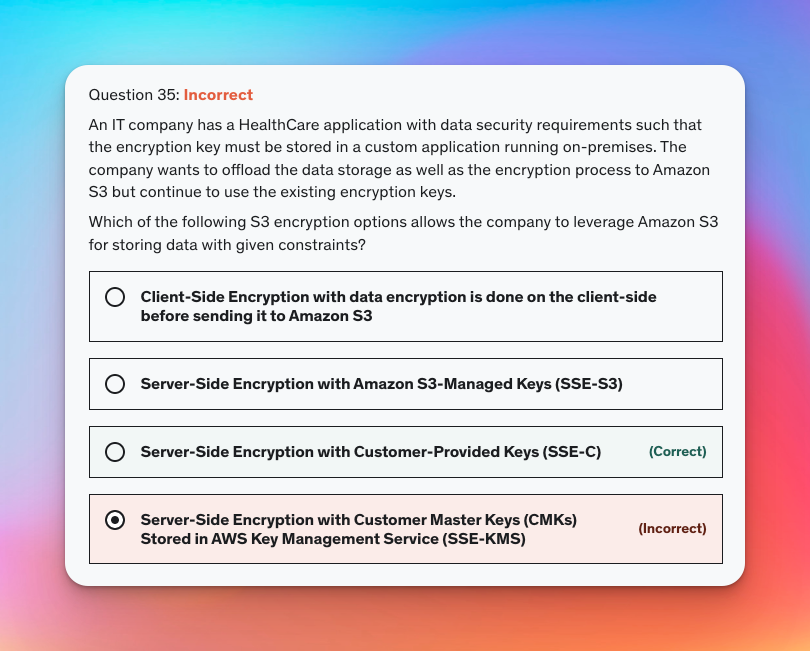 Question 35: Incorrect
An IT company has a HealthCare application with data security requirements such that
the encryption key must be stored in a custom application running on-premises. The
company wants to offload the data storage as well as the encryption process to Amazon
S3 but continue to use the existing encryption keys.
Which of the following S3 encryption options allows the company to leverage Amazon S3
for storing data with given constraints?
Client-Side Encryption with data encryption is done on the client-side
before sending it to Amazon S3
Server-Side Encryption with Amazon S3-Managed Keys (SSE-S3)
Server-Side Encryption with Customer-Provided Keys (SSE-C) (Correct)
Server-Side Encryption with Customer Master Keys (CMKs)
Stored in AWS Key Management Service (SSE-KMS) (Incorrect)